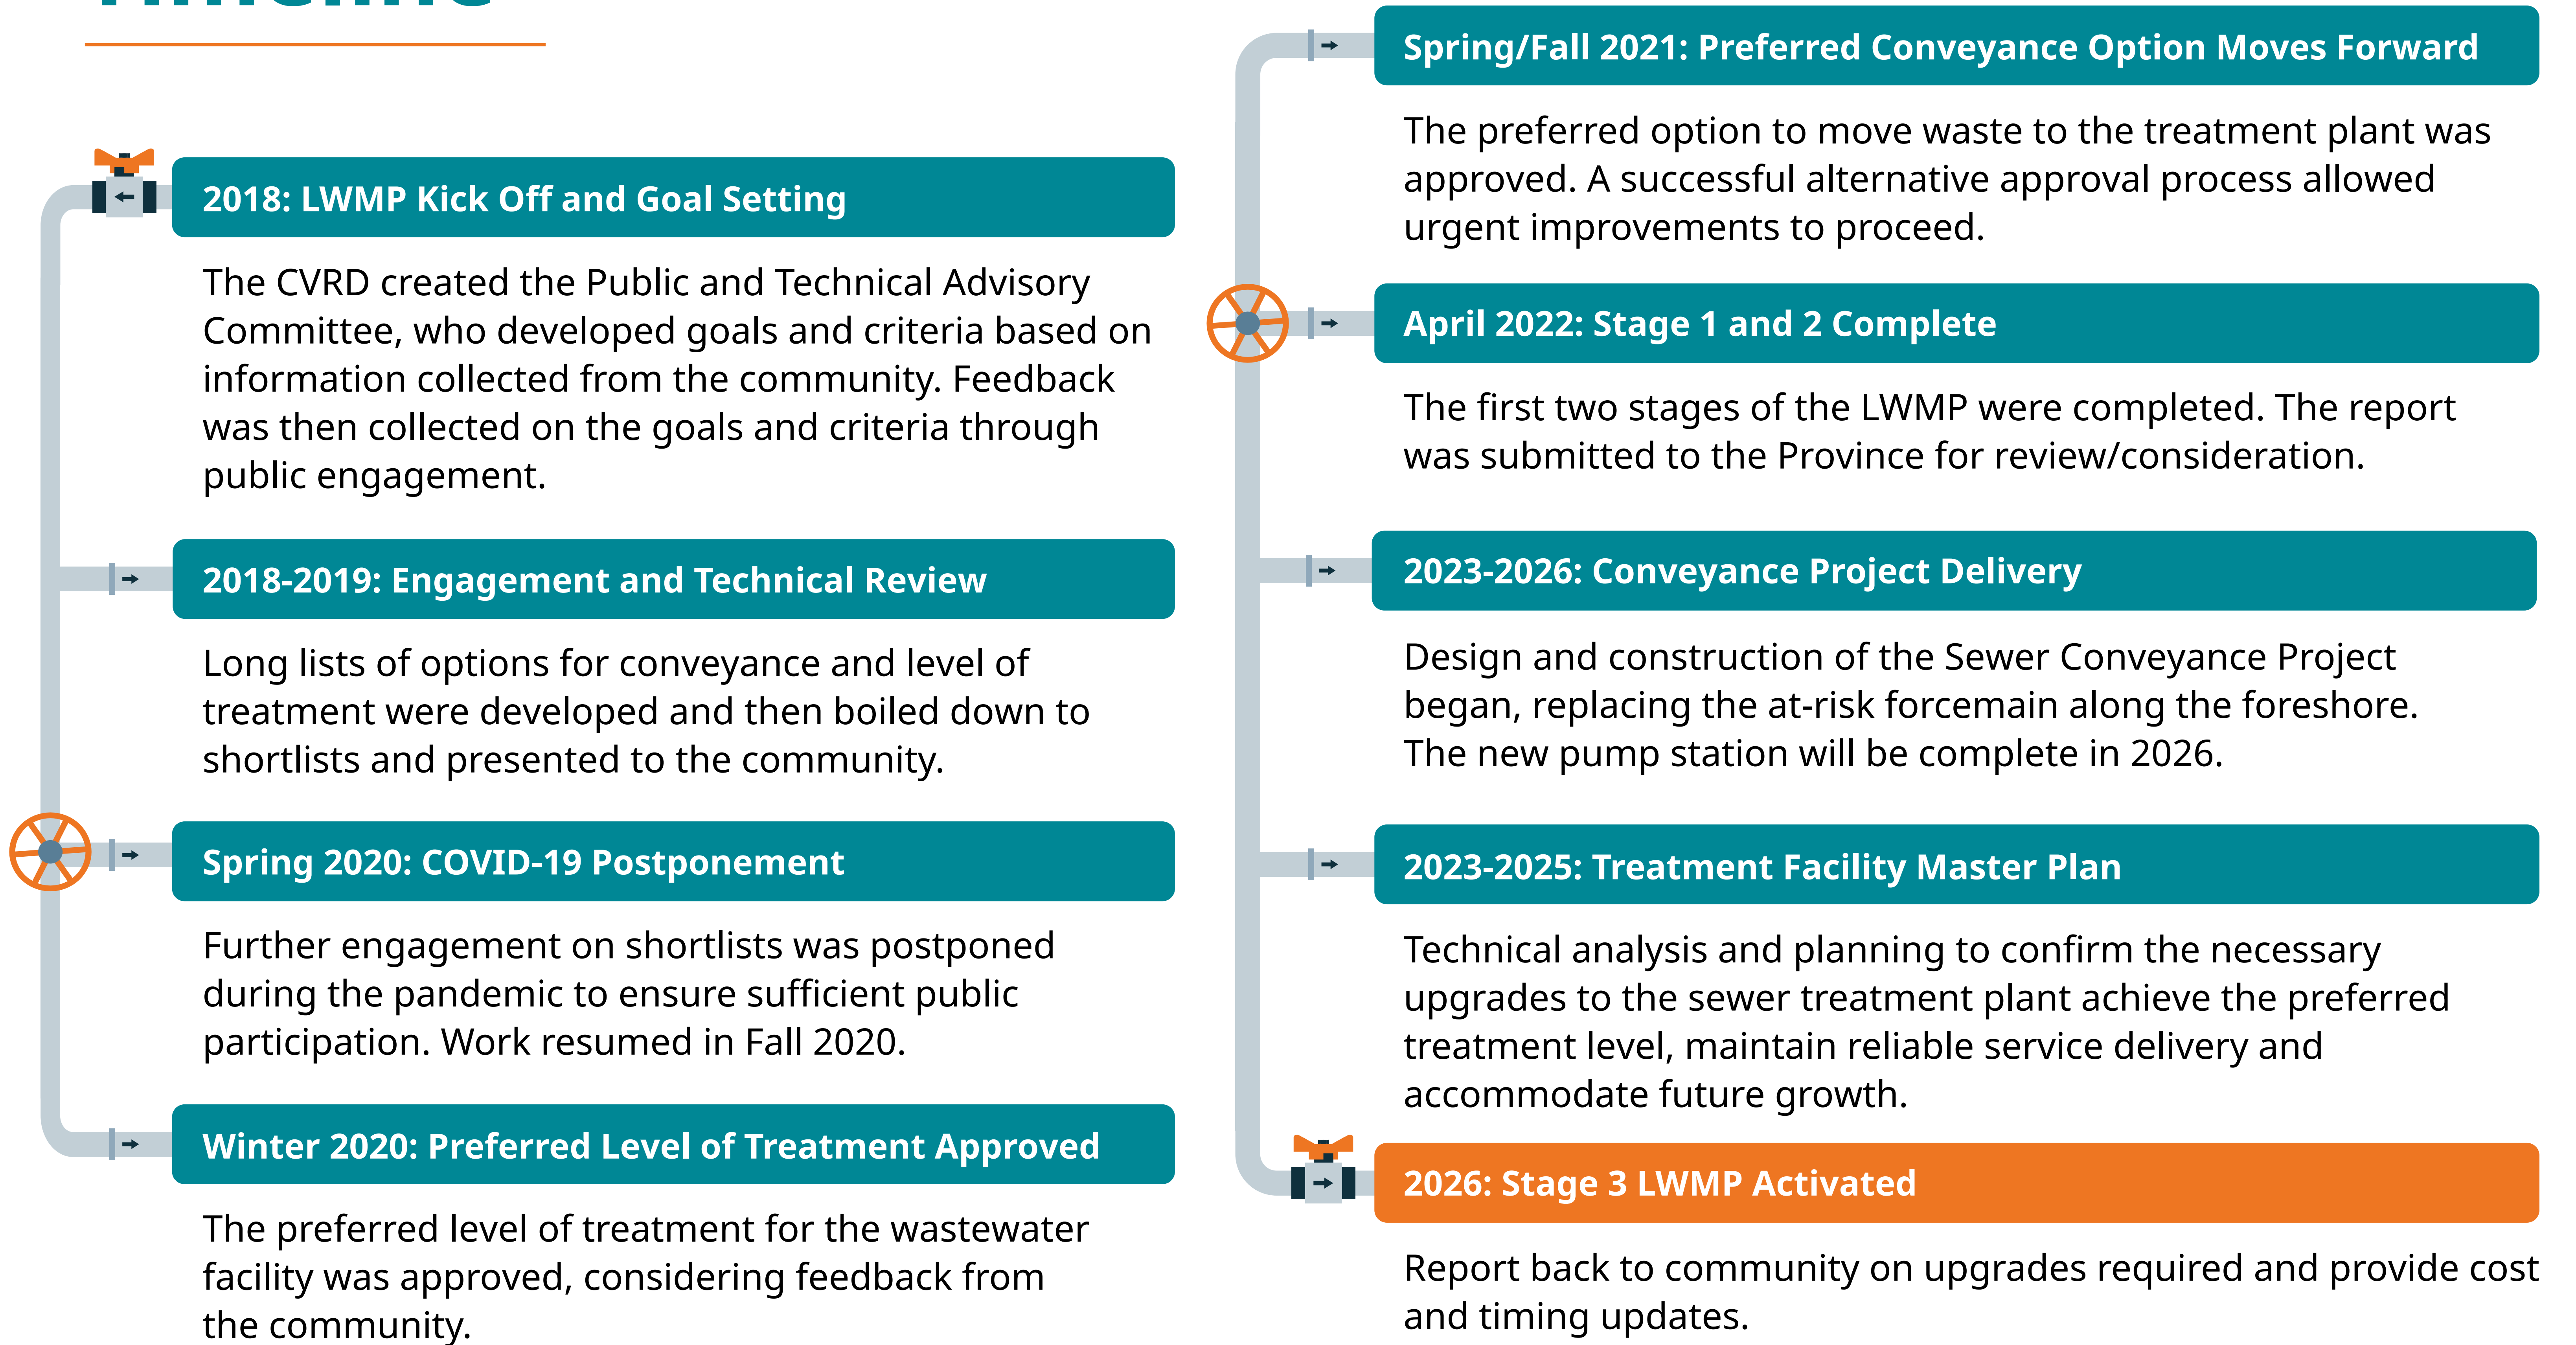 2018: LWMP Kick Off and Goal Setting
The CVRD created the Public and Technical Advisory
Committee, who developed goals and criteria based on
information collected from the community. Feedback
was then collected on the goals and criteria through
public engagement.
2018-2019: Engagement and Technical Review
Long lists of options for conveyance and level of
treatment were developed and then boiled down to
shortlists and presented to the community.
Spring 2020: COVID-19 Postponement
Further engagement on shortlists was postponed
during the pandemic to ensure sufficient public
participation. Work resumed in Fall 2020.
Winter 2020: Preferred Level of Treatment Approved
The preferred level of treatment for the wastewater
facility was approved, considering feedback from
the community.
Spring/Fall 2021: Preferred Conveyance Option Moves Forward
The preferred option to move waste to the treatment plant was
approved. A successful alternative approval process allowed
urgent improvements to proceed.
April 2022: Stage 1 and 2 Complete
The first two stages of the LWMP were completed. The report
was submitted to the Province for review/consideration.
2023-2026: Conveyance Project Delivery
Design and construction of the Sewer Conveyance Project
began, replacing the at-risk forcemain along the foreshore.
The new pump station will be complete in 2026.
2023-2025: Treatment Facility Master Plan
Technical analysis and planning to confirm the necessary
upgrades to the sewer treatment plant achieve the preferred
treatment level, maintain reliable service delivery and
accommodate future growth.
2026: Stage 3 LWMP Activated
Report back to community on upgrades required and provide cost
and timing updates.